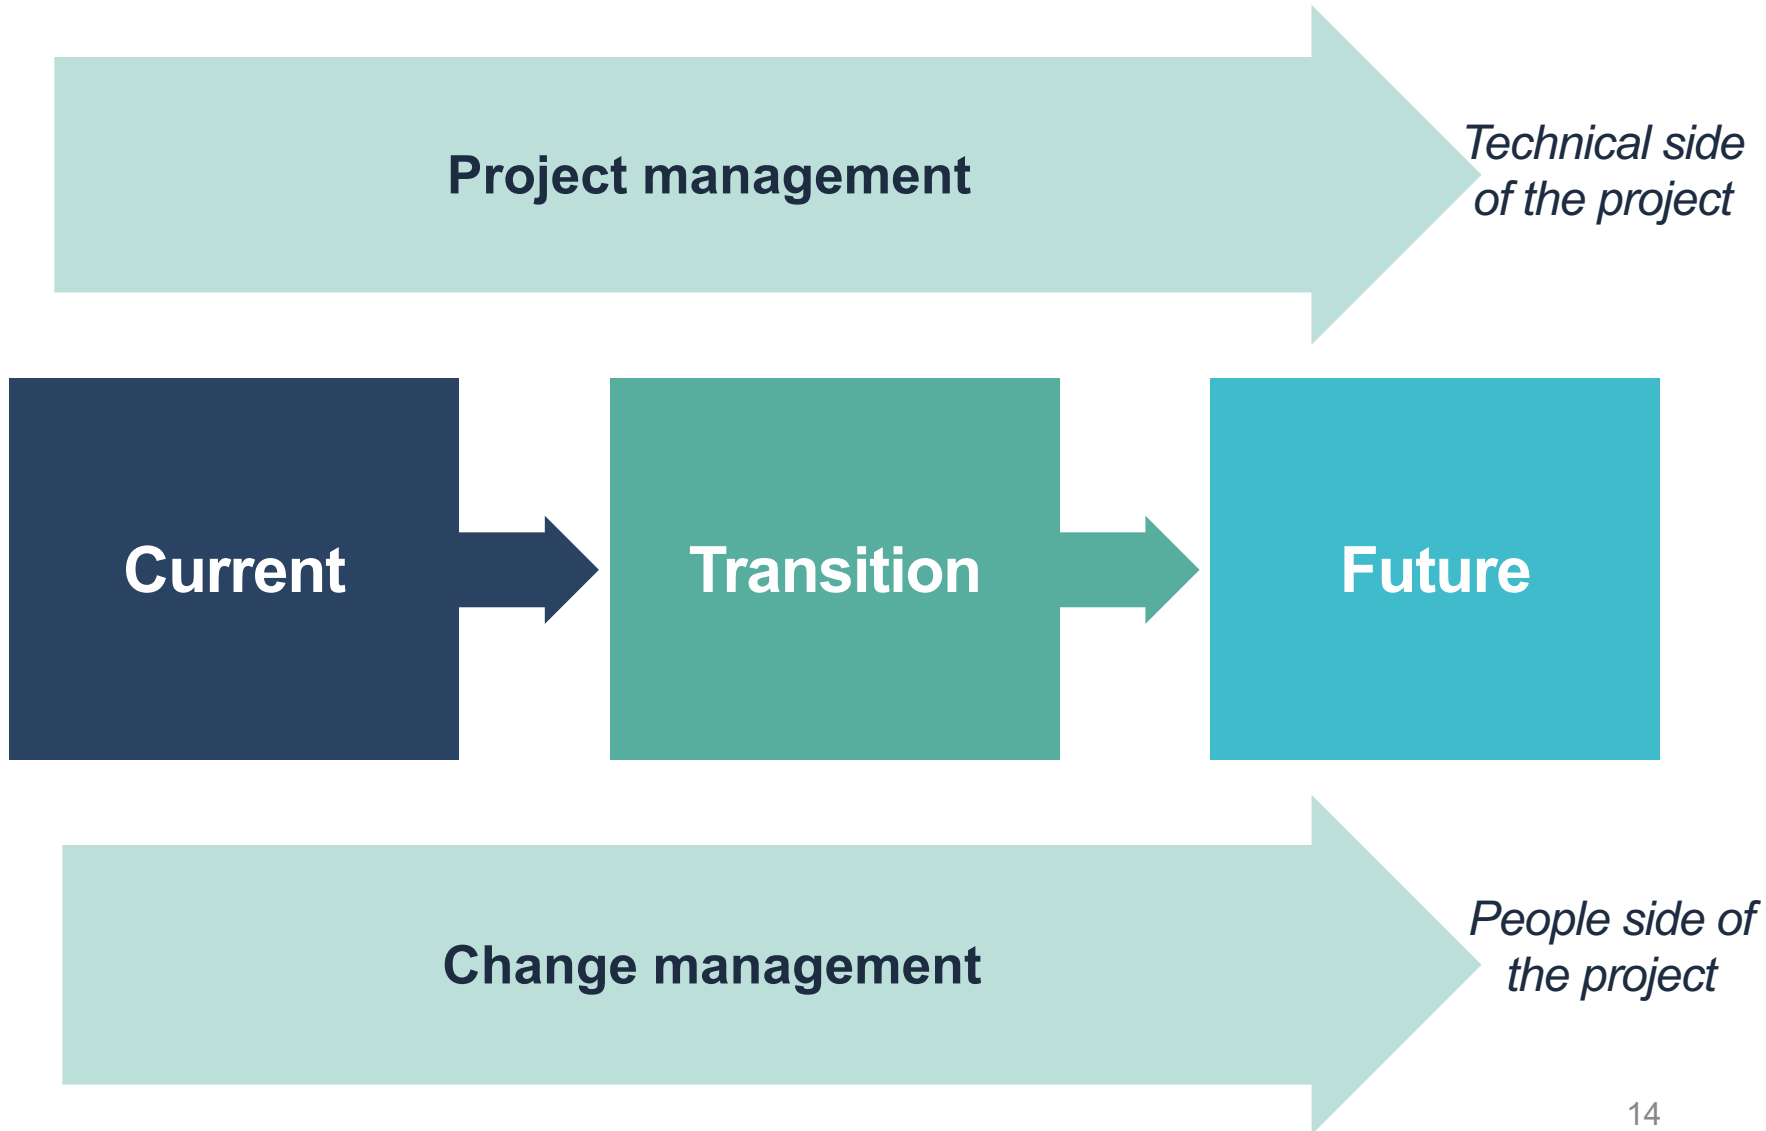 Project management
Technical side
of the project
Current
Transition
Future
Change management
People side of
the project
14